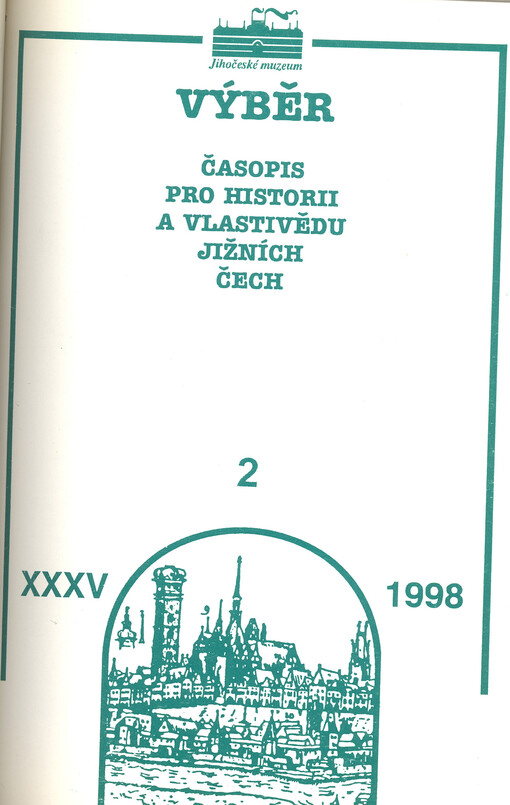 Jihočeské muzeum
VÝBĚR
ČASOPIS
PRO HISTORII
A VLASTIVĚDU
JIŽNÍCH
ČECH
2
XXXV
1998